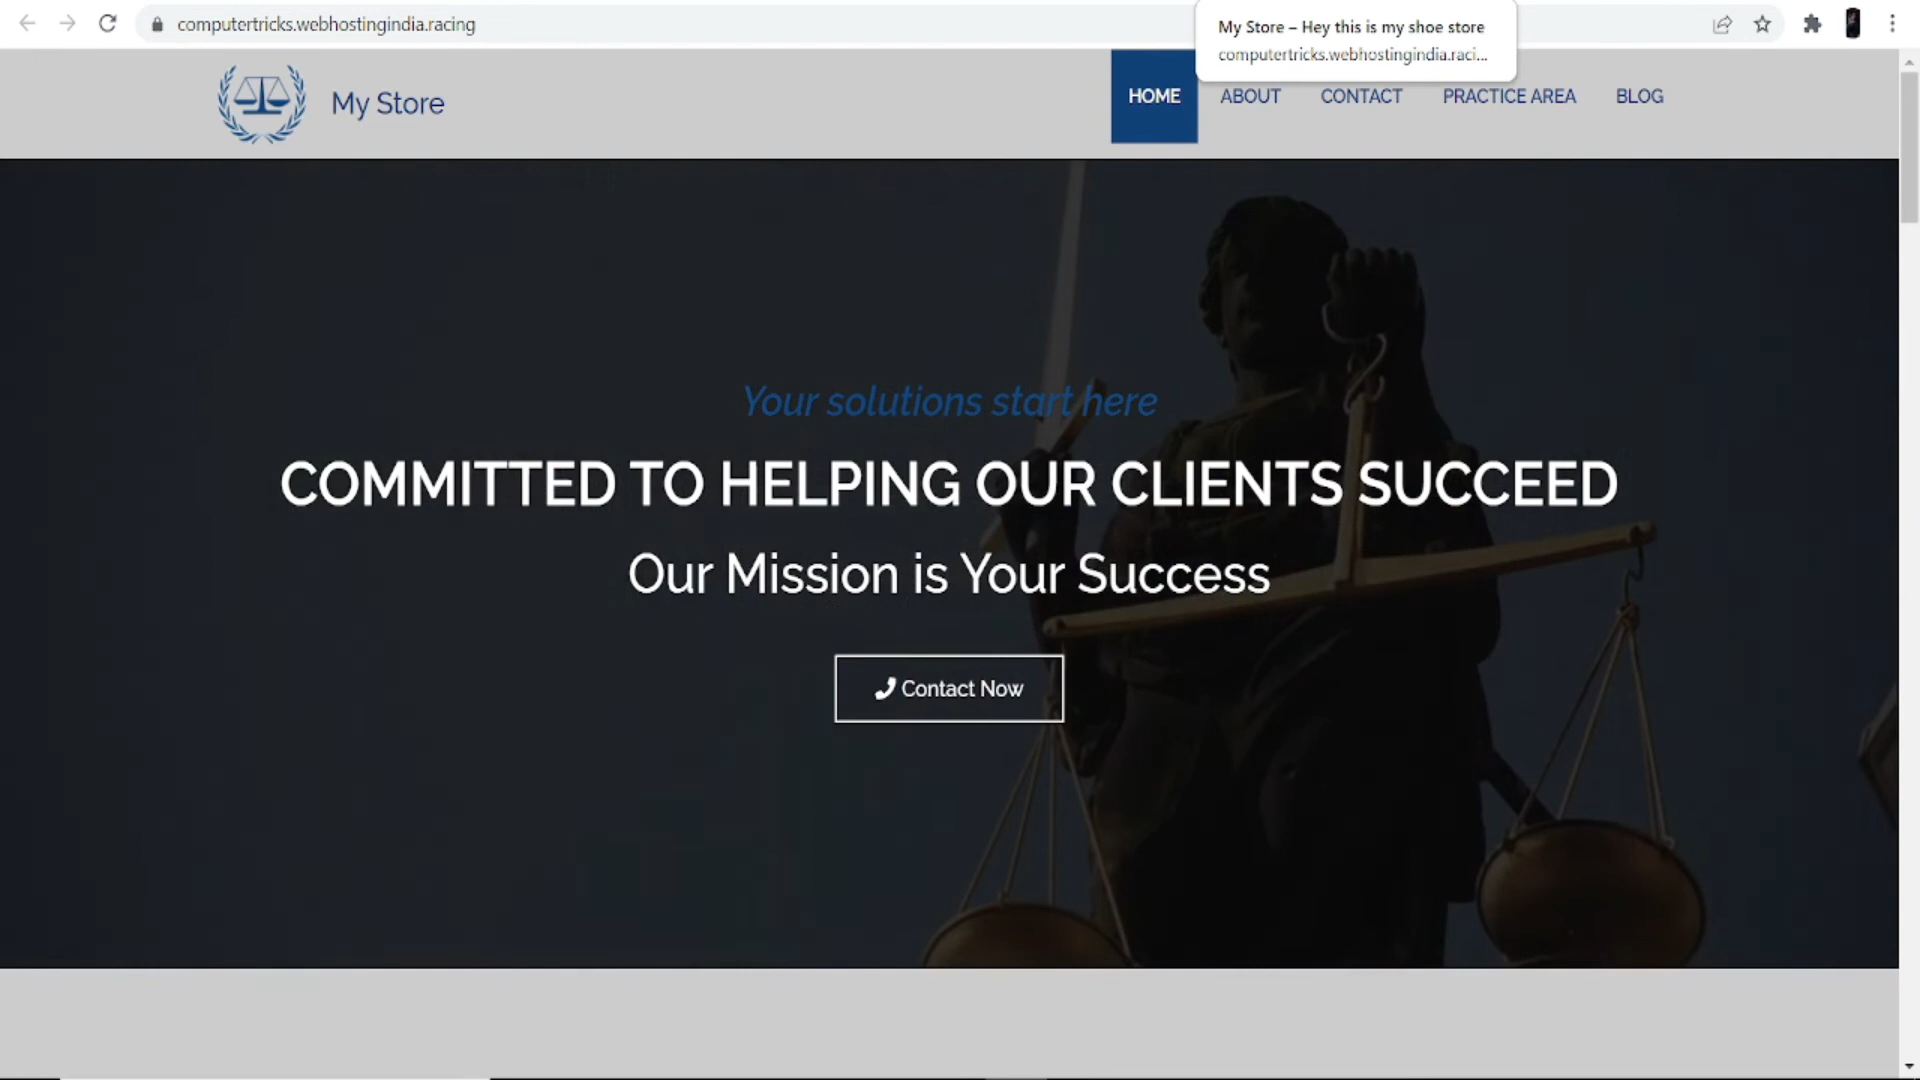 computertricks.webhostingindia.racing
My Store – Hey this is my shoe store
computertricks.webhostingindia.raci...
My Store
HOME
ABOUT
CONTACT
PRACTICE AREA
BLOG
Your solutions start here
COMMITTED TO HELPING OUR CLIENTS SUCCEED
Our Mission is Your Success
Contact Now